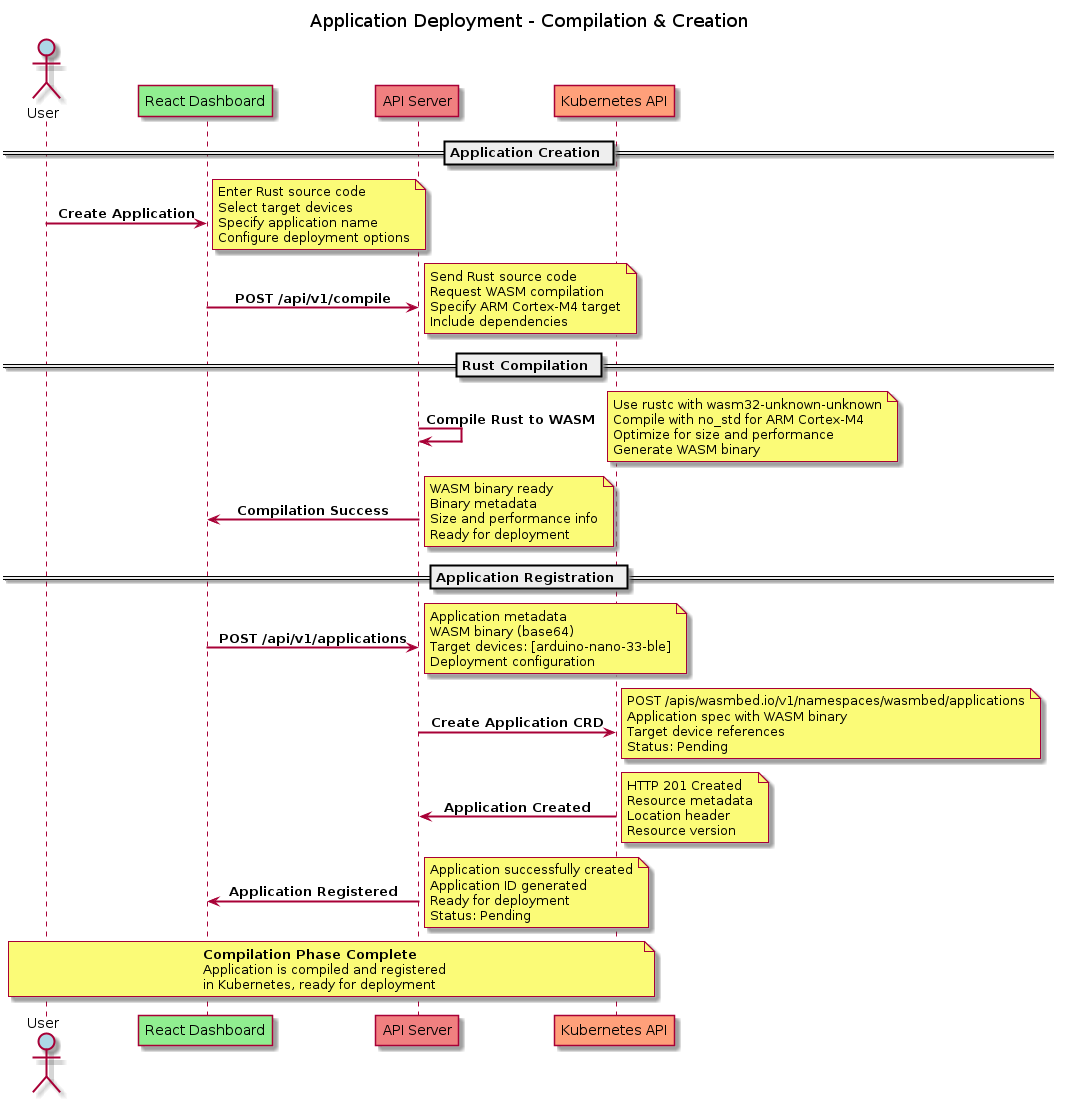 Application Deployment - Compilation & Creation
User
React Dashboard
API Server
Kubernetes API
Application Creation
Create Application
Enter Rust source code
Select target devices
Specify application name
Configure deployment options
POST /api/v1/compile
Send Rust source code
Request WASM compilation
Specify ARM Cortex-M4 target
Include dependencies
Rust Compilation
Compile Rust to WASM
Use rustc with wasm32-unknown-unknown
Compile with no_std for ARM Cortex-M4
Optimize for size and performance
Generate WASM binary
Compilation Success
WASM binary ready
Binary metadata
Size and performance info
Ready for deployment
Application Registration
POST /api/v1/applications
Application metadata
WASM binary (base64)
Target devices: [arduino-nano-33-ble]
Deployment configuration
Create Application CRD
POST /apis/wasmbed.io/v1/namespaces/wasmbed/applications
Application spec with WASM binary
Target device references
Status: Pending
Application Created
HTTP 201 Created
Resource metadata
Location header
Resource version
Application Registered
Application successfully created
Application ID generated
Ready for deployment
Status: Pending
Compilation Phase Complete
Application is compiled and registered
in Kubernetes, ready for deployment
User
React Dashboard
API Server
Kubernetes API